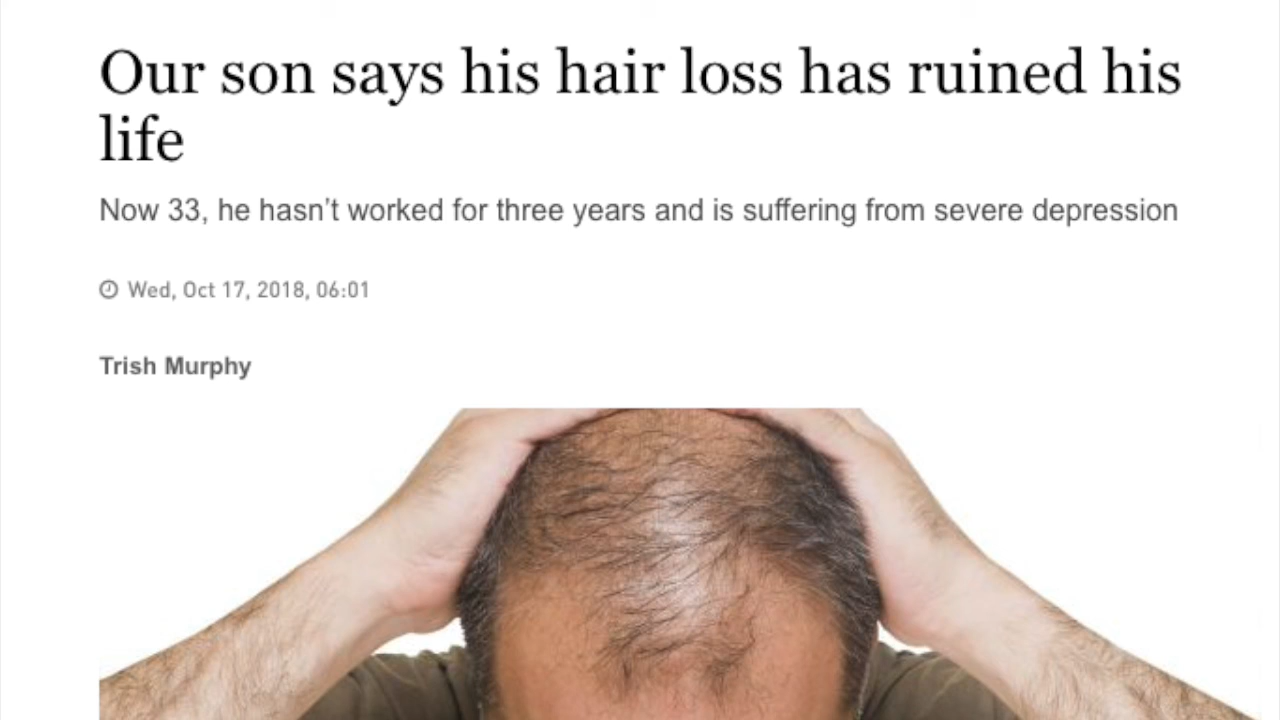 Our son says his hair loss has ruined his
life
Now 33, he hasn’t worked for three years and is suffering from severe depression
Wed, Oct 17, 2018, 06:01
Trish Murphy